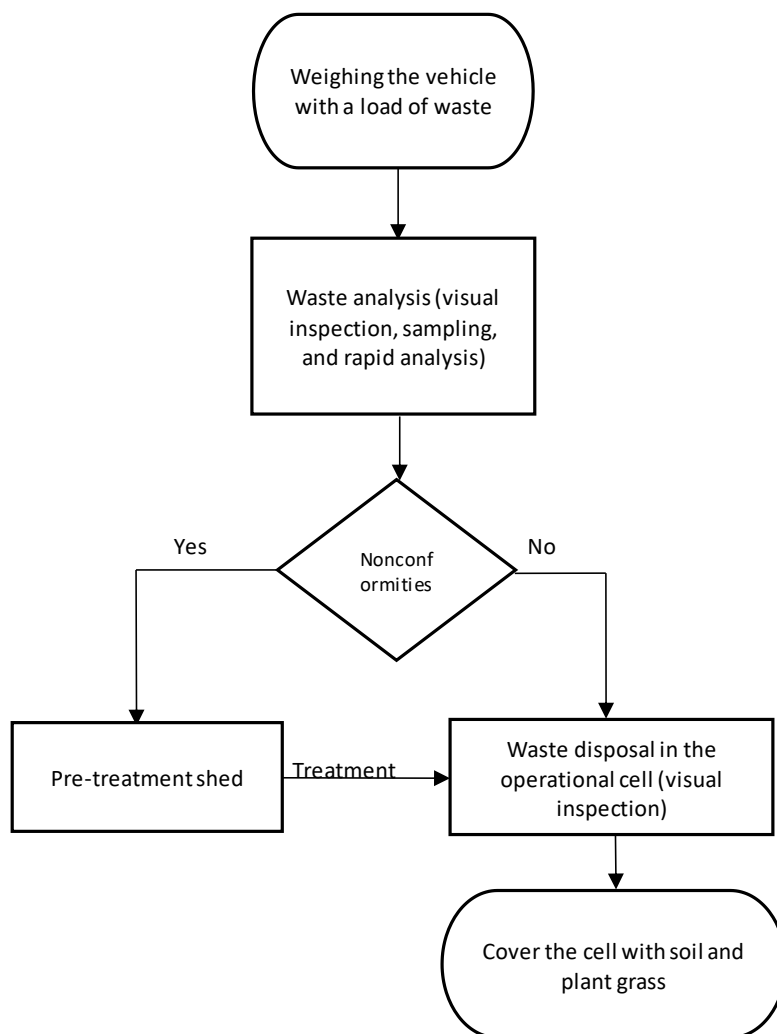 Weighing the vehicle
with a load of waste
Waste analysis (visual
inspection, sampling,
and rapid analysis)
Yes
No
Nonconf
ormities
Pre-treatment shed
Treatment
Waste disposal in the
operational cell (visual
inspection)
Cover the cell with soil and
plant grass